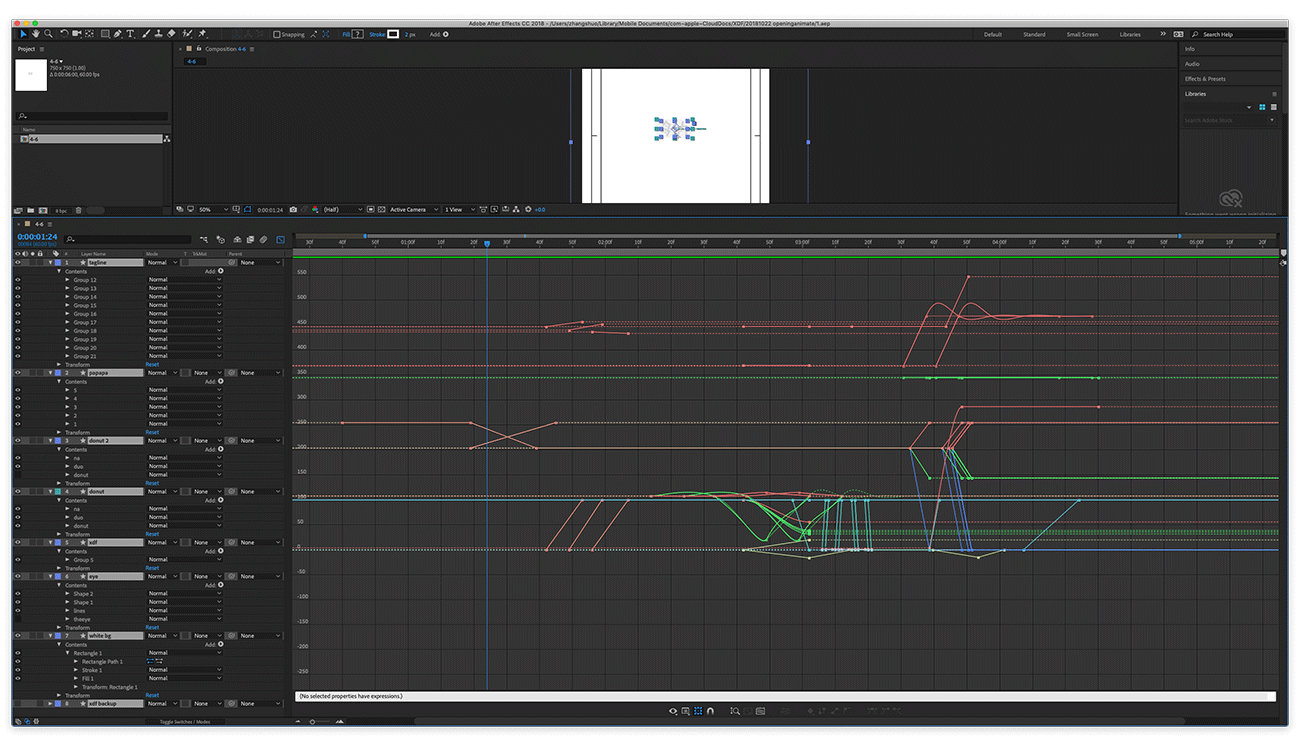 Adobe After Effects CC 2018 - /Users/zhangshuo/Library/Mobile Documents/com~apple~CloudDocs/XDF/20181022 openinganimate/1.aep
Snapping Fill ? Stroke 2 px Add: Default Standard Small Screen Libraries Search Help
Project
4-6
750 x 750 (1.00)
Δ 0:00:06:00, 60.00 fps
Name
4-6
8 bpc
Composition 4-6
4-6
50% 0:00:01:24 (Half) Active Camera 1 View +0.0
Info
Audio
Effects & Presets
Libraries
Search Adobe Stock
4-6
0:00:01:24
# Layer Name Mode T TrkMat Parent
30f 40f 50f 01:00f 10f 20f 30f 40f 50f 02:00f 10f 20f 30f 40f 50f 03:00f 10f 20f 30f 40f 50f 04:00f 10f 20f 30f 40f 50f 05:00f 10f 20f
1 tagline Normal None
Contents Add:
Group 12 Normal
Group 13 Normal
Group 14 Normal
Group 15 Normal
Group 16 Normal
Group 17 Normal
Group 18 Normal
Group 19 Normal
Group 20 Normal
Group 21 Normal
Transform Reset
2 popapa Normal None None
Contents Add:
5 Normal
4 Normal
3 Normal
2 Normal
1 Normal
Transform Reset
3 donut 2 Normal None None
Contents Add:
na Normal
duo Normal
donut Normal
Transform Reset
4 donut Normal None None
Contents Add:
na Normal
duo Normal
donut Normal
Transform Reset
5 xdf Normal None None
Contents Add:
Group 5 Normal
Transform Reset
6 eye Normal None None
Contents Add:
Shape 2 Normal
Shape 1 Normal
lines Normal
theeye Normal
Transform Reset
7 white bg Normal None None
Contents Add:
Rectangle 1 Normal
Rectangle Path 1
Stroke 1 Normal
Fill 1 Normal
Transform: Rectangle 1
Transform Reset
8 xdf backup Normal None None
Toggle Switches / Modes
550
500
450
400
350
300
250
200
150
100
50
0
-50
-100
-150
-200
-250
(No selected properties have expressions.)